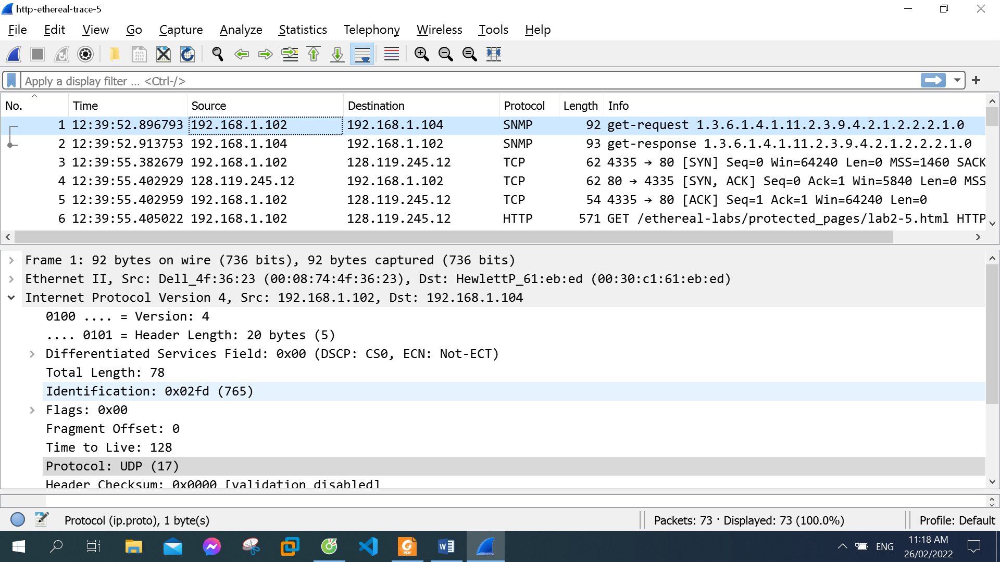 http-ethereal-trace-5
File Edit View Go Capture Analyze Statistics Telephony Wireless Tools Help
Apply a display filter ... <Ctrl-/>
No. Time Source Destination Protocol Length Info
1 12:39:52.896793 192.168.1.102 192.168.1.104 SNMP 92 get-request 1.3.6.1.4.1.11.2.3.9.4.2.1.2.2.2.1.0
2 12:39:52.913753 192.168.1.104 192.168.1.102 SNMP 93 get-response 1.3.6.1.4.1.11.2.3.9.4.2.1.2.2.2.1.0
3 12:39:55.382679 192.168.1.102 128.119.245.12 TCP 62 4335 → 80 [SYN] Seq=0 Win=64240 Len=0 MSS=1460 SACK
4 12:39:55.402929 128.119.245.12 192.168.1.102 TCP 62 80 → 4335 [SYN, ACK] Seq=0 Ack=1 Win=5840 Len=0 MSS
5 12:39:55.402959 192.168.1.102 128.119.245.12 TCP 54 4335 → 80 [ACK] Seq=1 Ack=1 Win=64240 Len=0
6 12:39:55.405022 192.168.1.102 128.119.245.12 HTTP 571 GET /ethereal-labs/protected_pages/lab2-5.html HTTP
Frame 1: 92 bytes on wire (736 bits), 92 bytes captured (736 bits)
Ethernet II, Src: Dell_4f:36:23 (00:08:74:4f:36:23), Dst: HewlettP_61:eb:ed (00:30:c1:61:eb:ed)
Internet Protocol Version 4, Src: 192.168.1.102, Dst: 192.168.1.104
0100 .... = Version: 4
.... 0101 = Header Length: 20 bytes (5)
Differentiated Services Field: 0x00 (DSCP: CS0, ECN: Not-ECT)
Total Length: 78
Identification: 0x02fd (765)
Flags: 0x00
Fragment Offset: 0
Time to Live: 128
Protocol: UDP (17)
Header Checksum: 0x0000 [validation disabled]
Protocol (ip.proto), 1 byte(s)
Packets: 73 · Displayed: 73 (100.0%)
Profile: Default
PDF
ENG
11:18 AM
26/02/2022